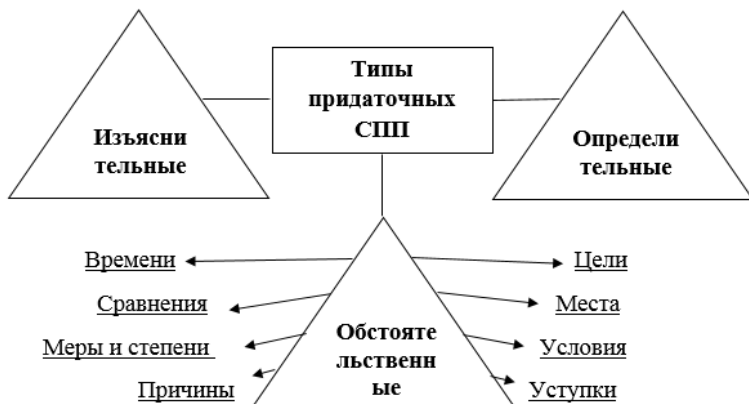 Типы
придаточных
СПП
Изъясни
тельные
Определи
тельные
Времени
Сравнения
Меры и степени
Причины
Обстояте
льственн
ые
Цели
Места
Условия
Уступки